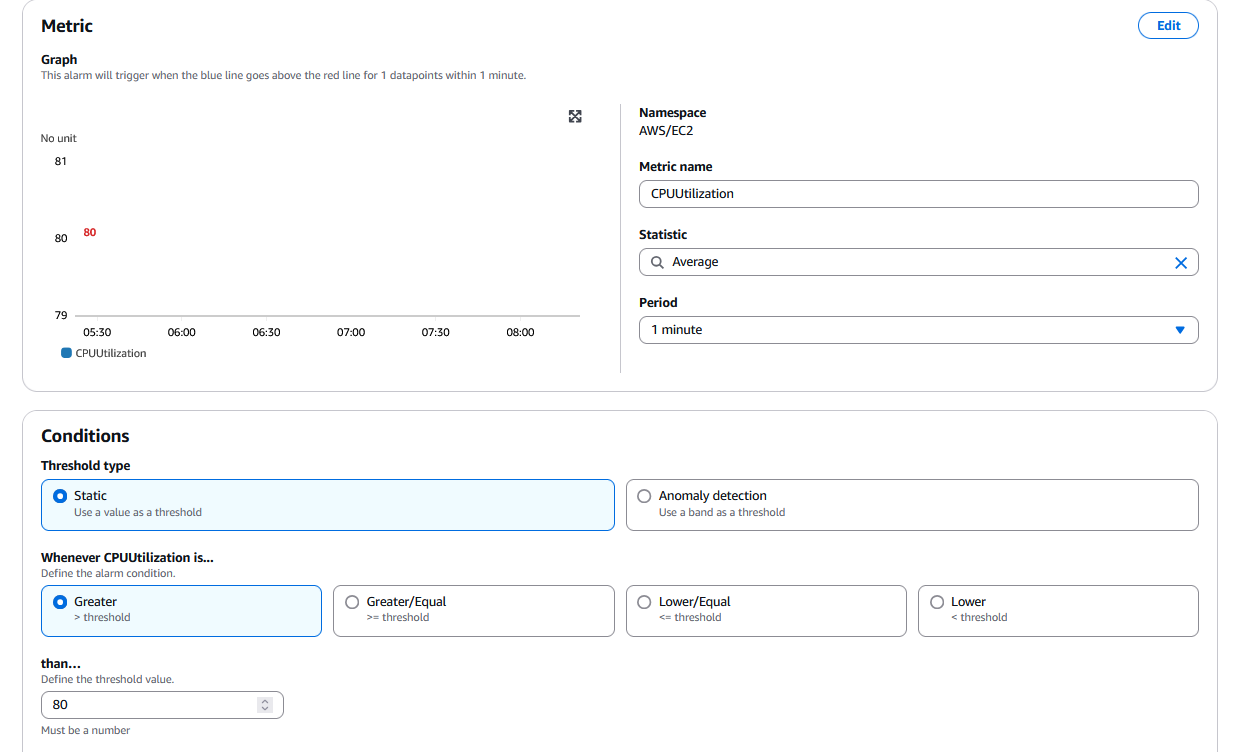 Metric
Edit
Graph
This alarm will trigger when the blue line goes above the red line for 1 datapoints within 1 minute.
No unit
81
80
80
79
05:30 06:00 06:30 07:00 07:30 08:00
CPUUtilization
Namespace
AWS/EC2
Metric name
CPUUtilization
Statistic
Average
Period
1 minute
Conditions
Threshold type
Static
Use a value as a threshold
Anomaly detection
Use a band as a threshold
Whenever CPUUtilization is...
Define the alarm condition.
Greater
> threshold
Greater/Equal
>= threshold
Lower/Equal
<= threshold
Lower
< threshold
than...
Define the threshold value.
80
Must be a number